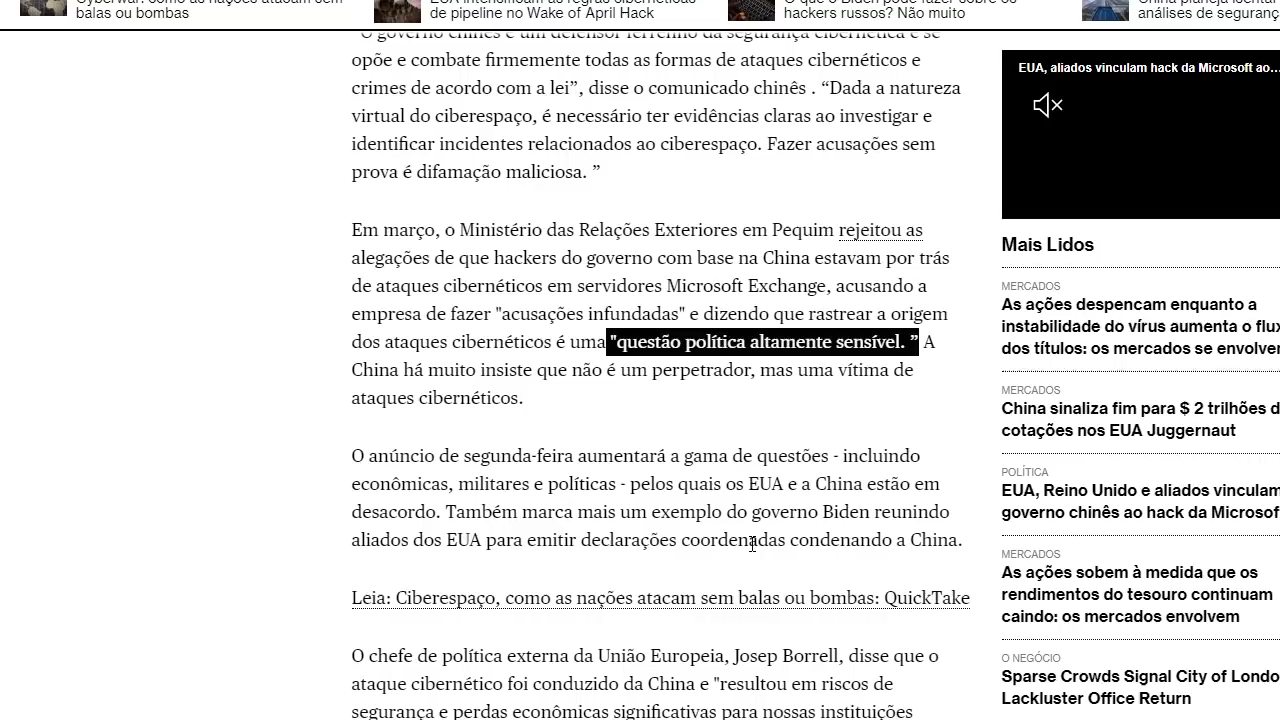 Cyberwar: como as nações atacam sem
balas ou bombas
EUA intensificam as regras cibernéticas
de pipeline no Wake of April Hack
O que o Biden pode fazer sobre os
hackers russos? Não muito
China planeja isentar
análises de seguranç
"O governo chinês é um defensor ferrenho da segurança cibernética e se
opõe e combate firmemente todas as formas de ataques cibernéticos e
crimes de acordo com a lei”, disse o comunicado chinês . “Dada a natureza
virtual do ciberespaço, é necessário ter evidências claras ao investigar e
identificar incidentes relacionados ao ciberespaço. Fazer acusações sem
prova é difamação maliciosa. ”
Em março, o Ministério das Relações Exteriores em Pequim rejeitou as
alegações de que hackers do governo com base na China estavam por trás
de ataques cibernéticos em servidores Microsoft Exchange, acusando a
empresa de fazer "acusações infundadas" e dizendo que rastrear a origem
dos ataques cibernéticos é uma "questão política altamente sensível. ” A
China há muito insiste que não é um perpetrador, mas uma vítima de
ataques cibernéticos.
O anúncio de segunda-feira aumentará a gama de questões - incluindo
econômicas, militares e políticas - pelos quais os EUA e a China estão em
desacordo. Também marca mais um exemplo do governo Biden reunindo
aliados dos EUA para emitir declarações coordenadas condenando a China.
Leia: Ciberespaço, como as nações atacam sem balas ou bombas: QuickTake
O chefe de política externa da União Europeia, Josep Borrell, disse que o
ataque cibernético foi conduzido da China e "resultou em riscos de
segurança e perdas econômicas significativas para nossas instituições
EUA, aliados vinculam hack da Microsoft ao...
Mais Lidos
MERCADOS
As ações despencam enquanto a
instabilidade do vírus aumenta o flux
dos títulos: os mercados se envolver
MERCADOS
China sinaliza fim para $ 2 trilhões d
cotações nos EUA Juggernaut
POLÍTICA
EUA, Reino Unido e aliados vinculam
governo chinês ao hack da Microsof
MERCADOS
As ações sobem à medida que os
rendimentos do tesouro continuam
caindo: os mercados envolvem
O NEGÓCIO
Sparse Crowds Signal City of Londo
Lackluster Office Return